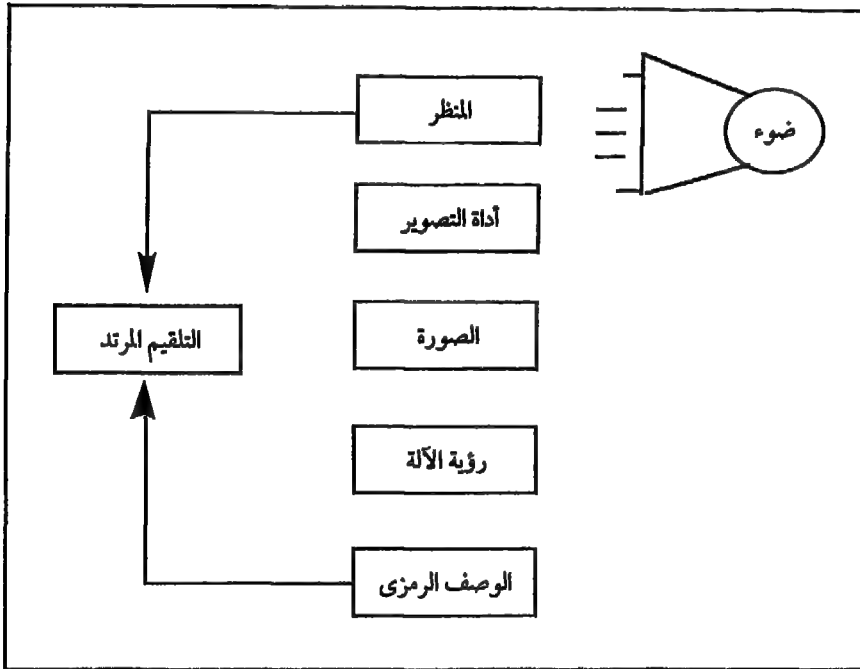 ضوء
المنظر
أداة التصوير
الصورة
التلقيم المرتد
رؤية الآلة
الوصف الرمزى